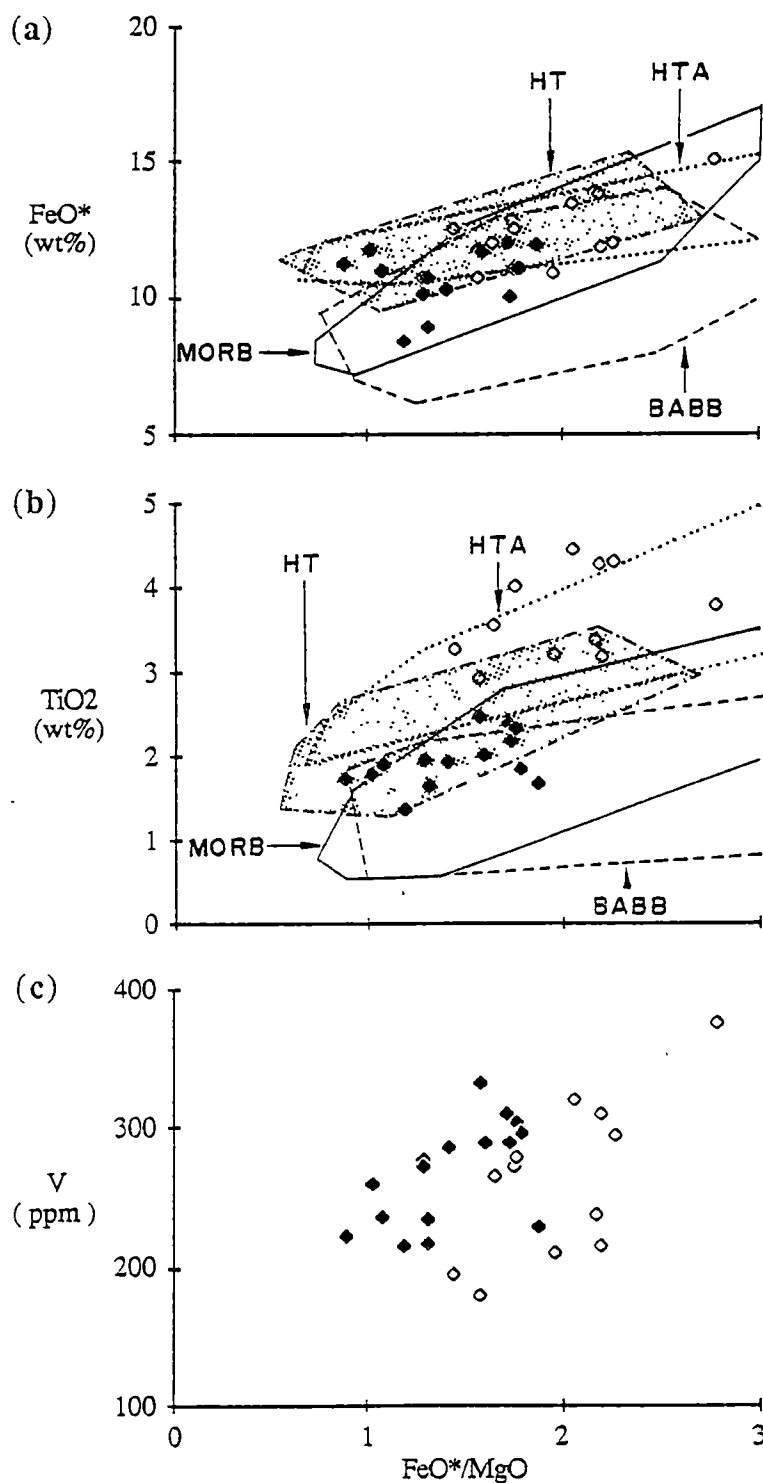 (a)
20
HT
HTA
15
FeO*
(wt%)
10
MORB
BABB
5
(b)
5
HT
HTA
4
3
TiO2
(wt%)
2
1
MORB
BABB
0
(c)
400
300
V
(ppm)
200
100
0
1
2
3
FeO*/MgO